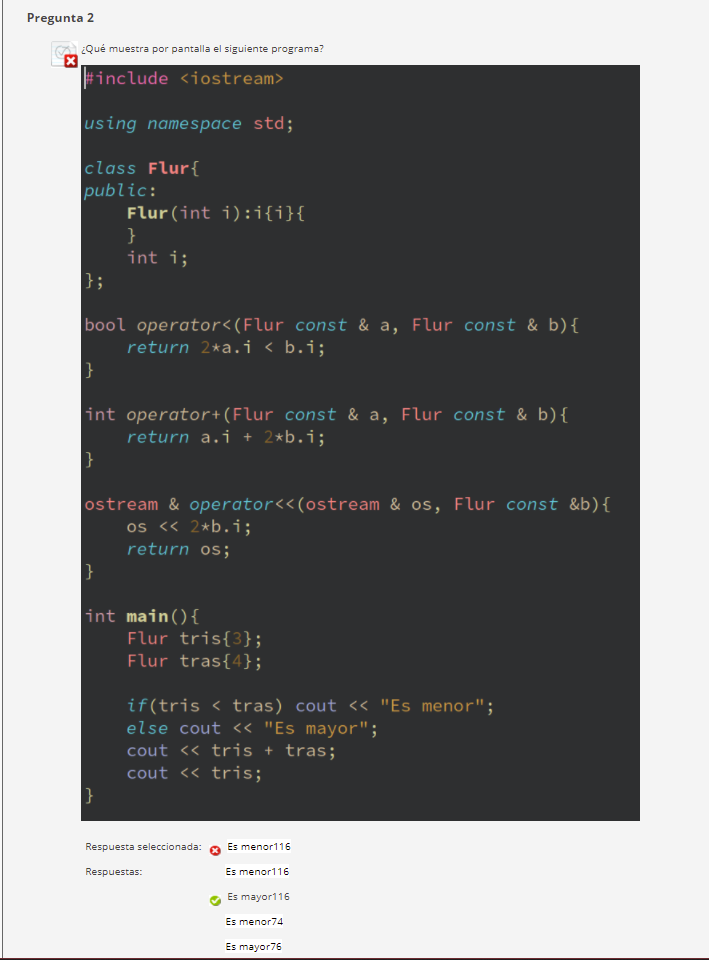 Pregunta 2
¿Qué muestra por pantalla el siguiente programa?
#include <iostream>
using namespace std;
class Flur{
public:
    Flur(int i):i{i}{
    }
    int i;
};
bool operator<(Flur const & a, Flur const & b){
    return 2*a.i < b.i;
}
int operator+(Flur const & a, Flur const & b){
    return a.i + 2*b.i;
}
ostream & operator<<(ostream & os, Flur const &b){
    os << 2*b.i;
    return os;
}
int main(){
    Flur tris{3};
    Flur tras{4};
    if(tris < tras) cout << "Es menor";
    else cout << "Es mayor";
    cout << tris + tras;
    cout << tris;
}
Respuesta seleccionada: Es menor116
Respuestas: Es menor116
Es mayor116
Es menor74
Es mayor76